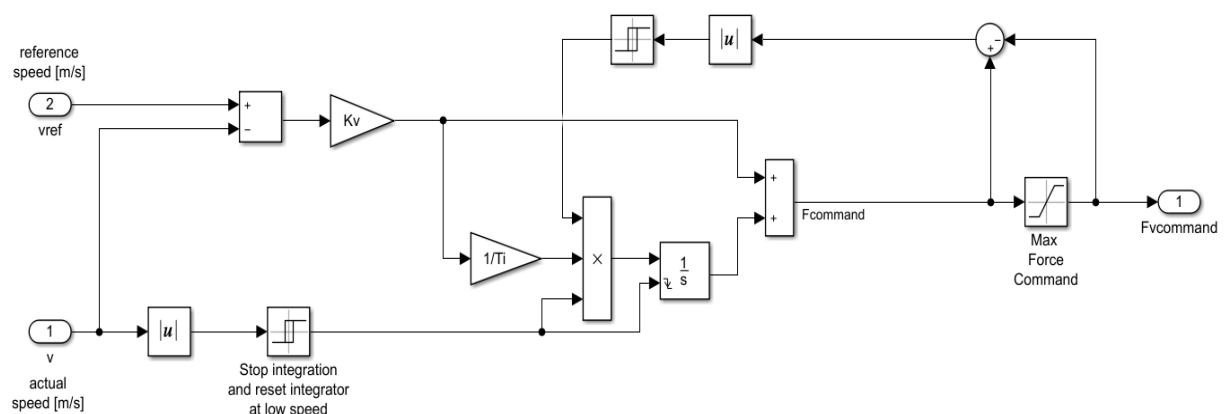 reference
speed [m/s]
2
vref
+
−
Kv
|u|
−
+
1/Ti
×
1
s
+
+
Fcommand
Max
Force
Command
1
Fvcommand
1
v
actual
speed [m/s]
|u|
Stop integration
and reset integrator
at low speed